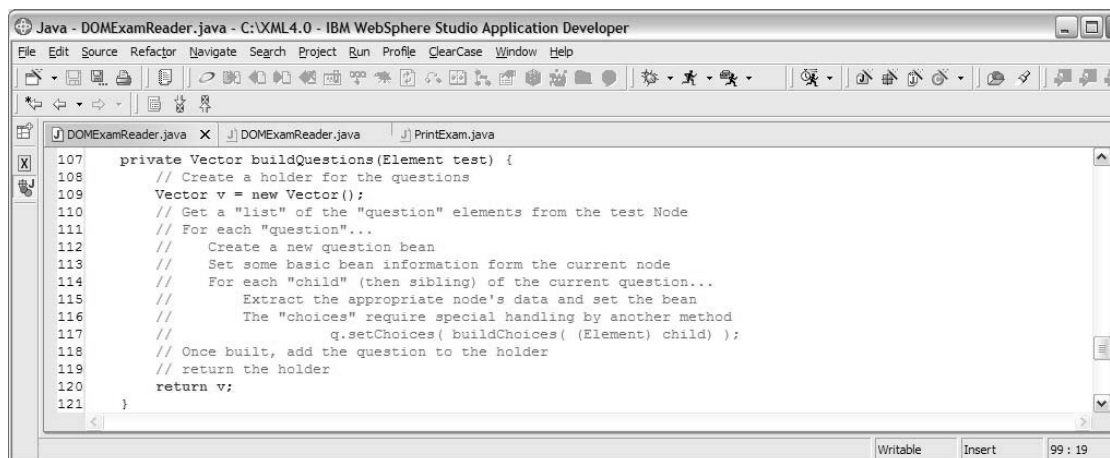 Java - DOMExamReader.java - C:\XML4.0 - IBM WebSphere Studio Application Developer
File Edit Source Refactor Navigate Search Project Run Profile ClearCase Window Help
DOMExamReader.java X DOMExamReader.java PrintExam.java
107 private Vector buildQuestions(Element test) {
108 // Create a holder for the questions
109 Vector v = new Vector();
110 // Get a "list" of the "question" elements from the test Node
111 // For each "question"...
112 // Create a new question bean
113 // Set some basic bean information form the current node
114 // For each "child" (then sibling) of the current question...
115 // Extract the appropriate node's data and set the bean
116 // The "choices" require special handling by another method
117 // q.setChoices( buildChoices( (Element) child) );
118 // Once built, add the question to the holder
119 // return the holder
120 return v;
121 }
Writable Insert 99 : 19